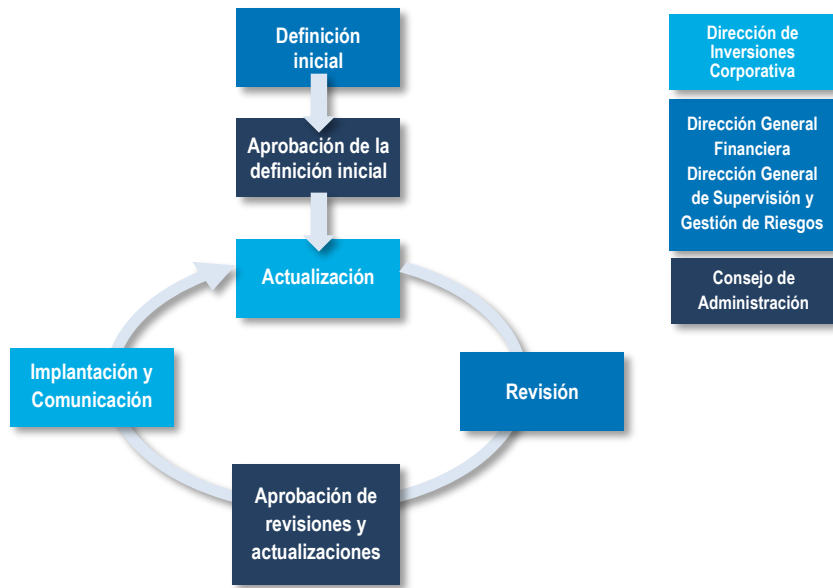 Definición
inicial
Aprobación de la
definición inicial
Actualización
Implantación y
Comunicación
Revisión
Aprobación de
revisiones y
actualizaciones
Dirección de
Inversiones
Corporativa
Dirección General
Financiera
Dirección General
de Supervisión y
Gestión de Riesgos
Consejo de
Administración